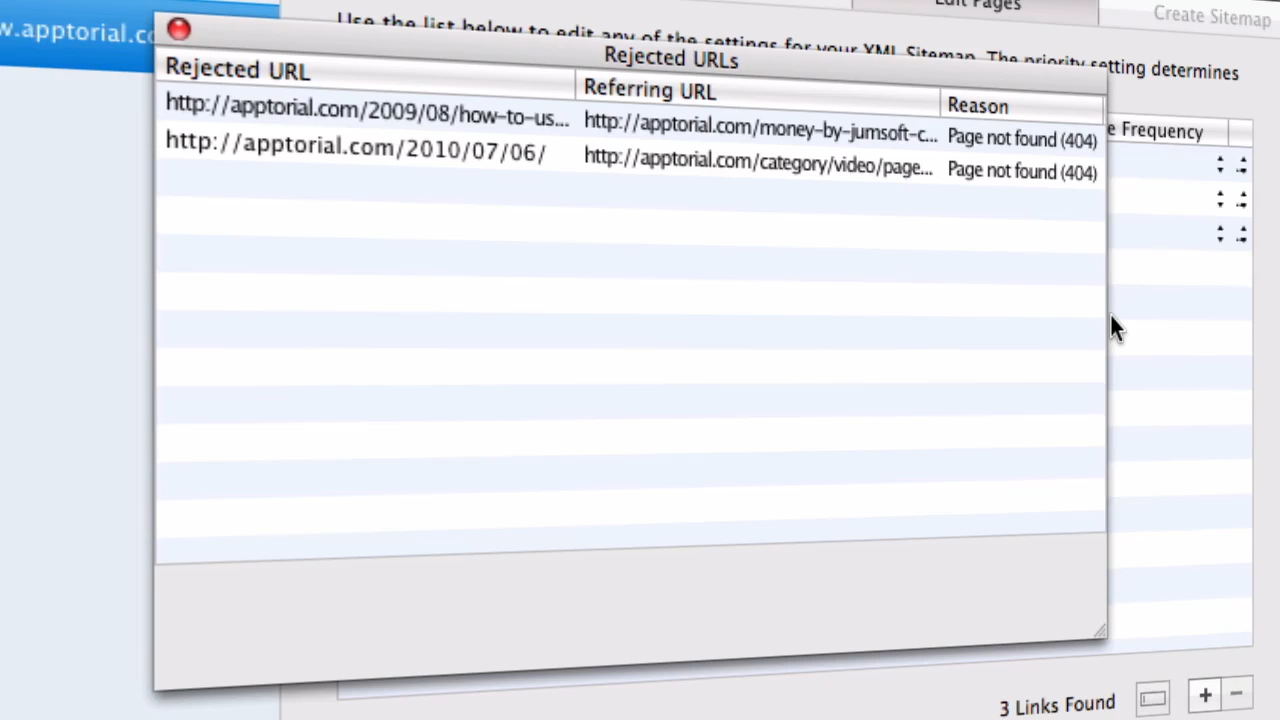 Edit Pages
Create Sitemap
w.apptorial.co
Use the list below to edit any of the settings for your XML Sitemap. The priority setting determines
Rejected URLs
Rejected URL Referring URL Reason
http://apptorial.com/2009/08/how-to-us... http://apptorial.com/money-by-jumsoft-c... Page not found (404)
http://apptorial.com/2010/07/06/ http://apptorial.com/category/video/page... Page not found (404)
e Frequency
3 Links Found